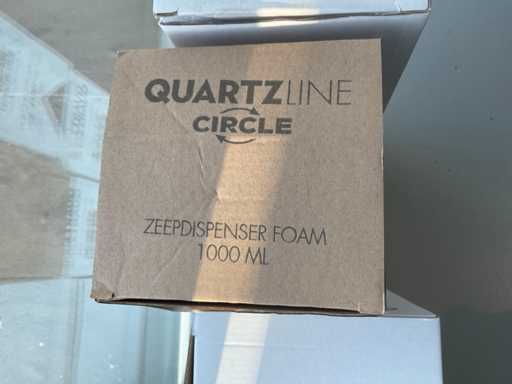 QUARTZLINE
CIRCLE
ZEEPDISPENSER FOAM
1000 ML